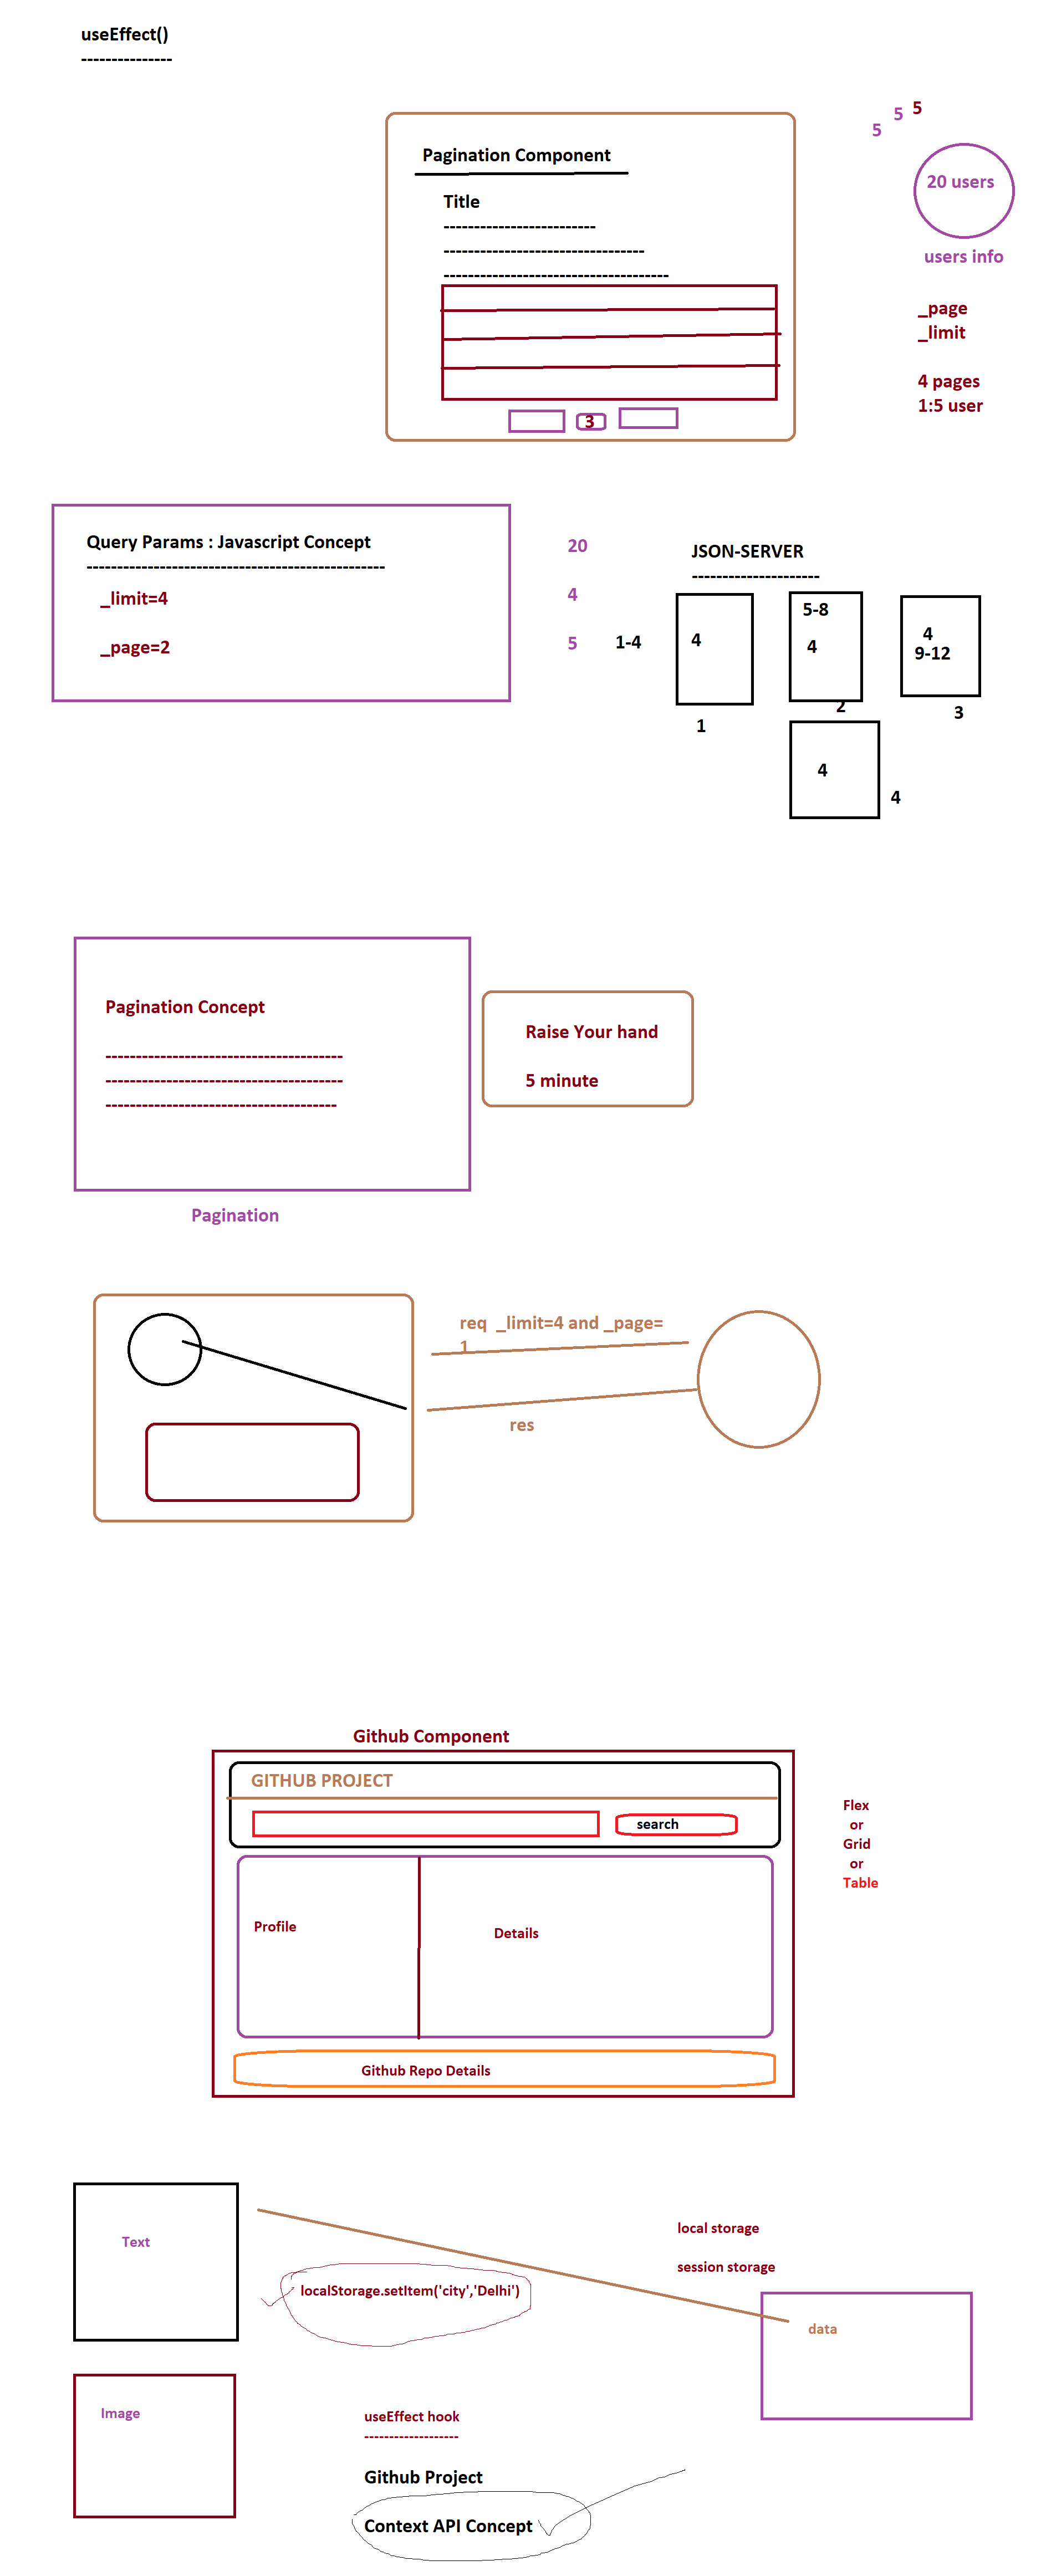 useEffect()
---------------
5
5
5
Pagination Component
Title
-------------------------
---------------------------------
-------------------------------------
3
20 users
users info
_page
_limit
4 pages
1:5 user
Query Params : Javascript Concept
-------------------------------------------------
_limit=4
_page=2
20
4
5
JSON-SERVER
---------------------
1-4
4
1
5-8
4
2
4
9-12
3
4
4
Pagination Concept
---------------------------------------
---------------------------------------
--------------------------------------
Raise Your hand
5 minute
Pagination
req _limit=4 and _page=
1
res
Github Component
GITHUB PROJECT
search
Profile
Details
Github Repo Details
Flex
or
Grid
or
Table
Text
local storage
session storage
localStorage.setItem('city','Delhi')
data
Image
useEffect hook
-------------------
Github Project
Context API Concept